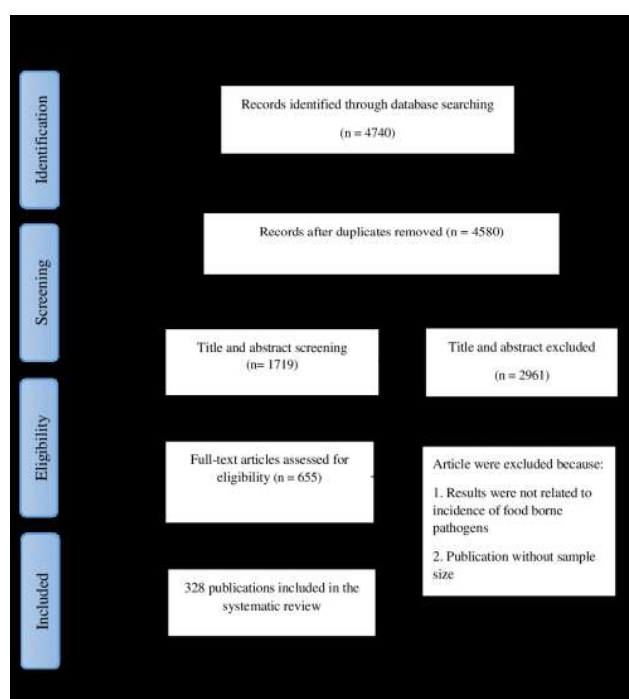 Identification
Records identified through database searching
(n = 4740)
Screening
Records after duplicates removed (n = 4580)
Title and abstract screening
(n= 1719)
Title and abstract excluded
(n = 2961)
Eligibility
Full-text articles assessed for
eligibility (n = 655)
Article were excluded because:
1. Results were not related to
incidence of food borne
pathogens
2. Publication without sample
size
Included
328 publications included in the
systematic review